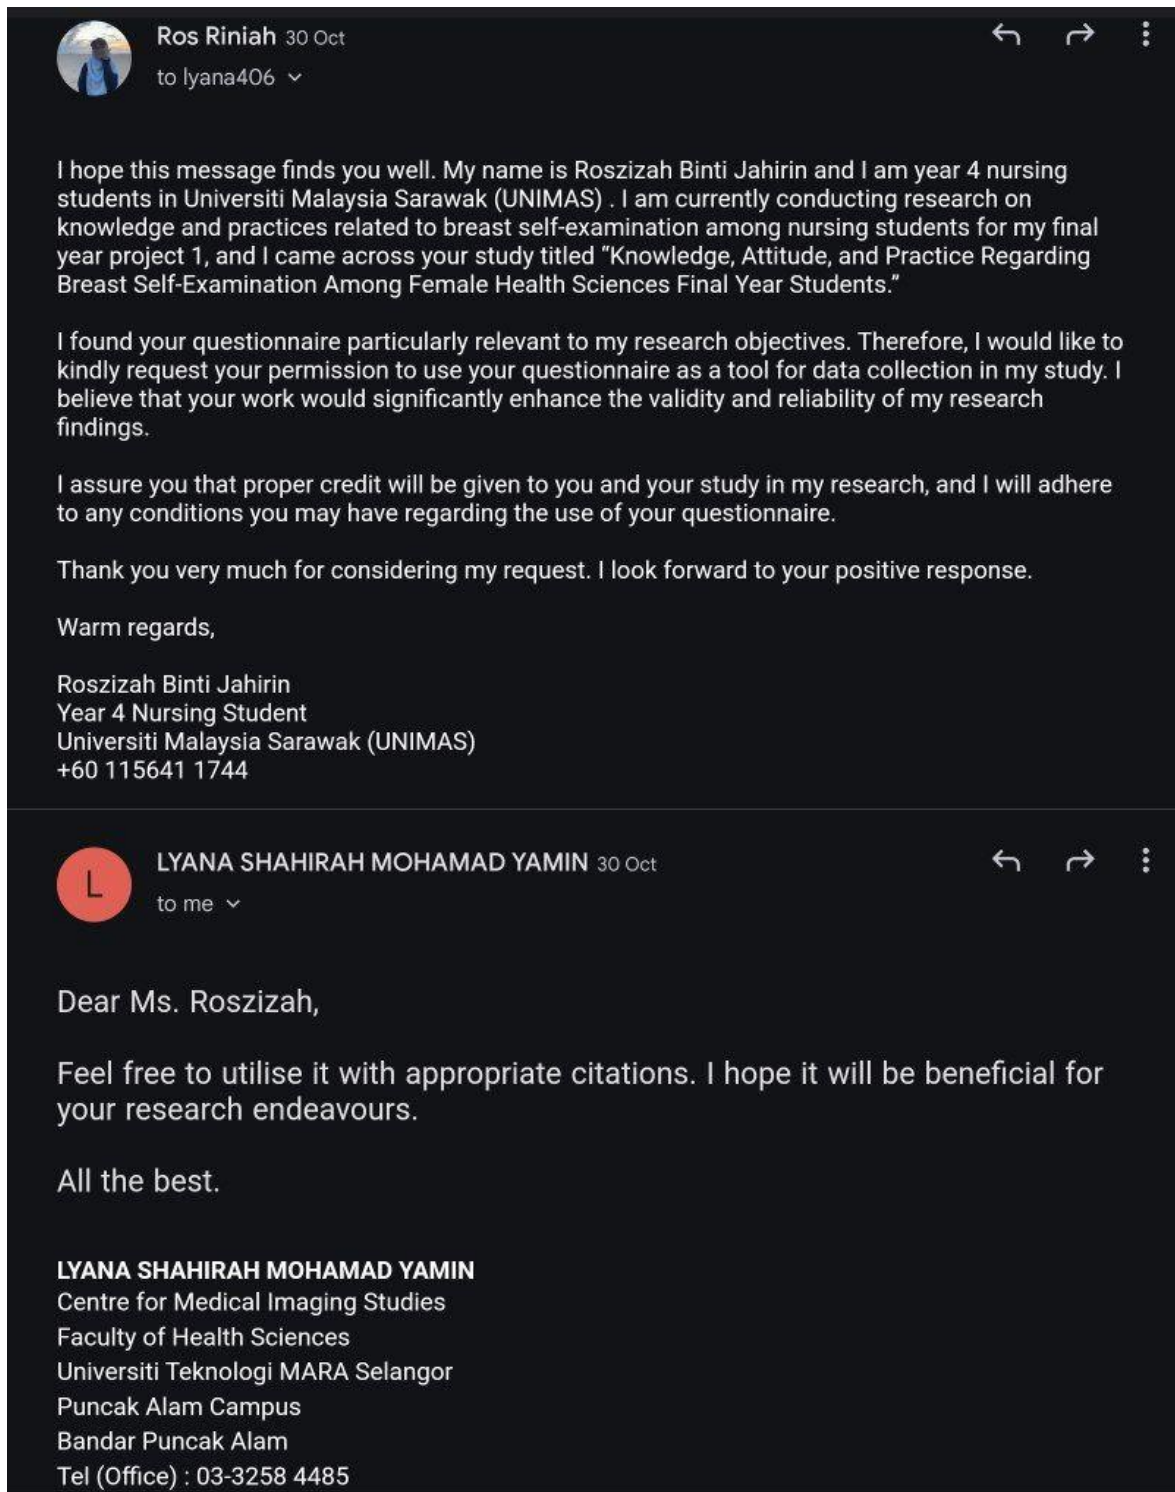 Ros Riniah 30 Oct
to lyana406
I hope this message finds you well. My name is Roszizah Binti Jahirin and I am year 4 nursing
students in Universiti Malaysia Sarawak (UNIMAS) . I am currently conducting research on
knowledge and practices related to breast self-examination among nursing students for my final
year project 1, and I came across your study titled “Knowledge, Attitude, and Practice Regarding
Breast Self-Examination Among Female Health Sciences Final Year Students.”
I found your questionnaire particularly relevant to my research objectives. Therefore, I would like to
kindly request your permission to use your questionnaire as a tool for data collection in my study. I
believe that your work would significantly enhance the validity and reliability of my research
findings.
I assure you that proper credit will be given to you and your study in my research, and I will adhere
to any conditions you may have regarding the use of your questionnaire.
Thank you very much for considering my request. I look forward to your positive response.
Warm regards,
Roszizah Binti Jahirin
Year 4 Nursing Student
Universiti Malaysia Sarawak (UNIMAS)
+60 115641 1744
L
LYANA SHAHIRAH MOHAMAD YAMIN 30 Oct
to me
Dear Ms. Roszizah,
Feel free to utilise it with appropriate citations. I hope it will be beneficial for
your research endeavours.
All the best.
LYANA SHAHIRAH MOHAMAD YAMIN
Centre for Medical Imaging Studies
Faculty of Health Sciences
Universiti Teknologi MARA Selangor
Puncak Alam Campus
Bandar Puncak Alam
Tel (Office) : 03-3258 4485